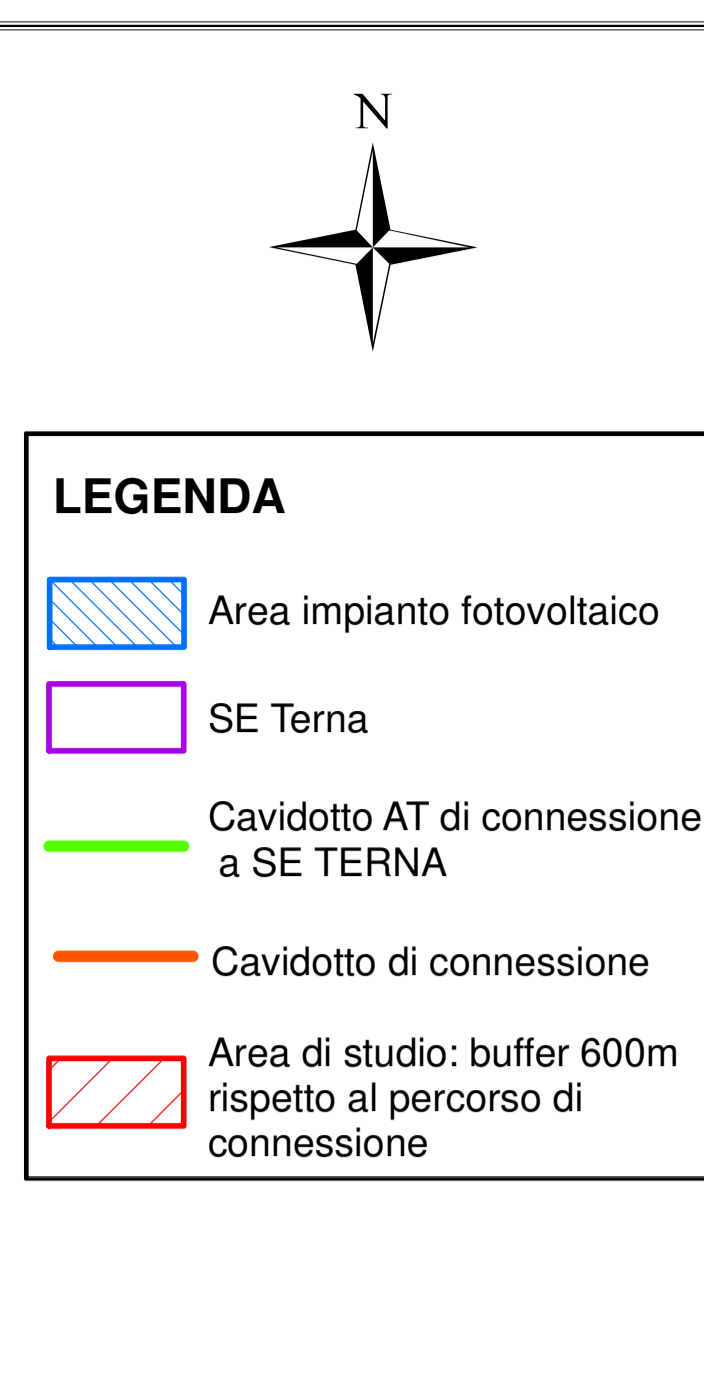 N
LEGENDA
Area impianto fotovoltaico
SE Terna
Cavidotto AT di connessione
a SE TERNA
Cavidotto di connessione
Area di studio: buffer 600m
rispetto al percorso di
connessione